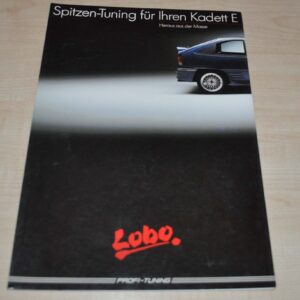 Spitzen-Tuning für Ihren Kadett E
Heraus aus der Masse
Lobo.
PROFI-TUNING